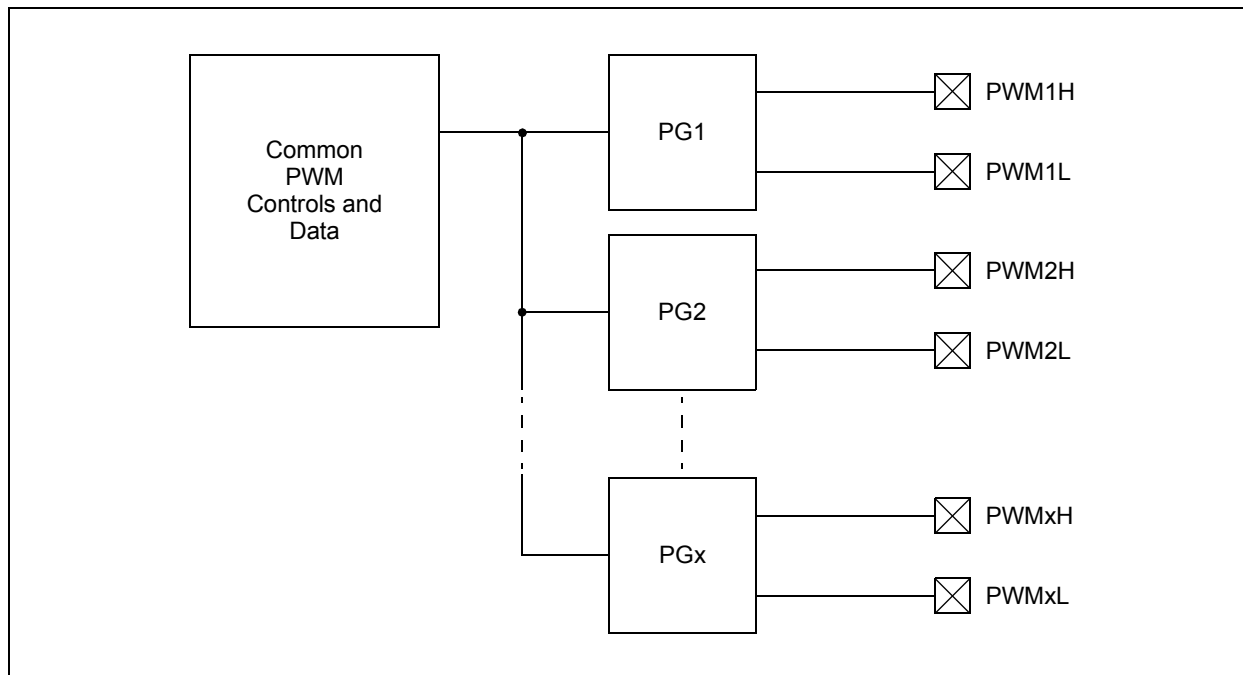 Common
PWM
Controls and
Data
PG1
PWM1H
PWM1L
PG2
PWM2H
PWM2L
PGx
PWMxH
PWMxL